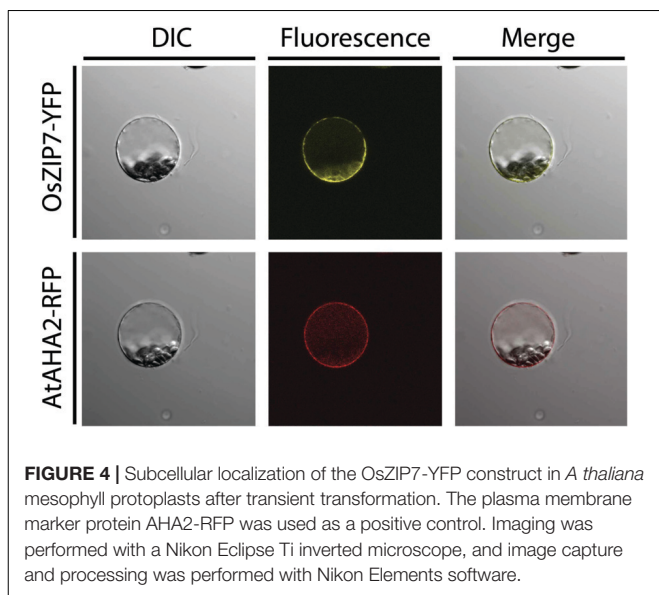 DIC Fluorescence Merge
OsZIP7-YFP
AtAHA2-RFP
FIGURE 4 | Subcellular localization of the OsZIP7-YFP construct in A thaliana
mesophyll protoplasts after transient transformation. The plasma membrane
marker protein AHA2-RFP was used as a positive control. Imaging was
performed with a Nikon Eclipse Ti inverted microscope, and image capture
and processing was performed with Nikon Elements software.